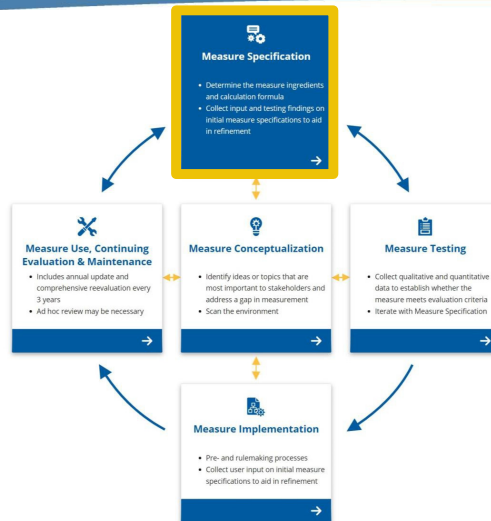 Measure Specification
• Determine the measure ingredients
and calculation formula
• Collect input and testing findings on
initial measure specifications to aid
in refinement
Measure Use, Continuing
Evaluation & Maintenance
• Includes annual update and
comprehensive reevaluation every
3 years
• Ad hoc review may be necessary
Measure Conceptualization
• Identify ideas or topics that are
most important to stakeholders and
address a gap in measurement
• Scan the environment
Measure Testing
• Collect qualitative and quantitative
data to establish whether the
measure meets evaluation criteria
• Iterate with Measure Specification
Measure Implementation
• Pre- and rulemaking processes
• Collect user input on initial measure
specifications to aid in refinement